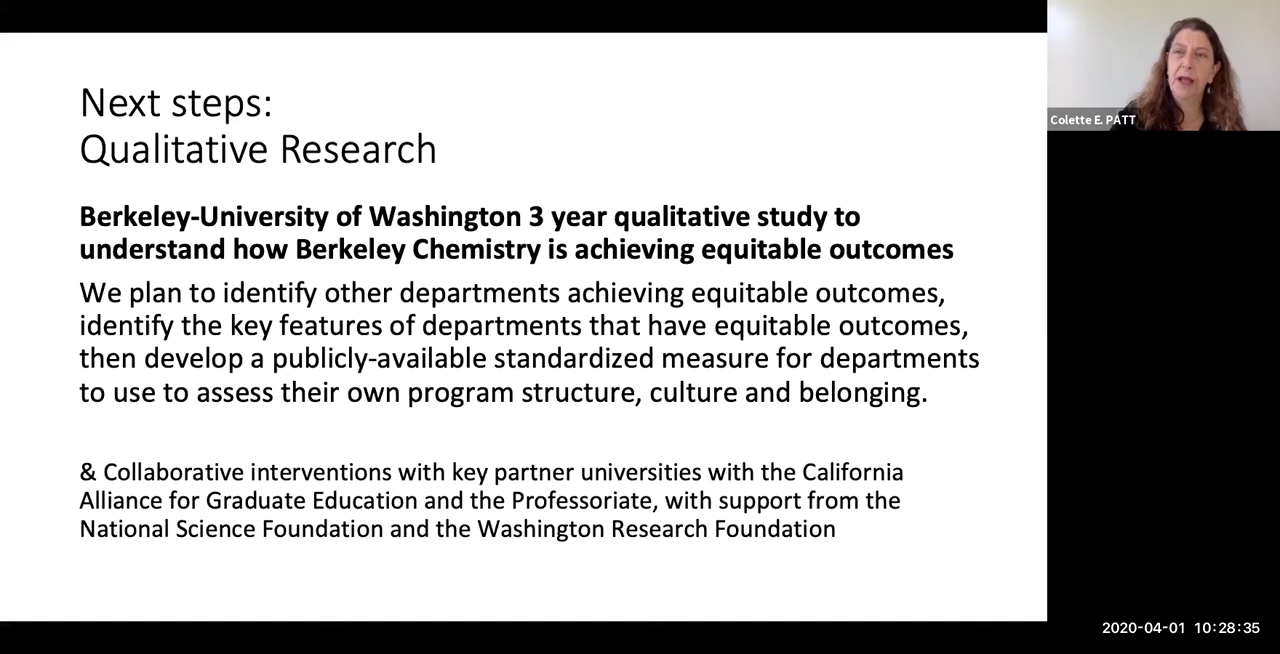 Next steps:
Qualitative Research
Berkeley-University of Washington 3 year qualitative study to
understand how Berkeley Chemistry is achieving equitable outcomes
We plan to identify other departments achieving equitable outcomes,
identify the key features of departments that have equitable outcomes,
then develop a publicly-available standardized measure for departments
to use to assess their own program structure, culture and belonging.
& Collaborative interventions with key partner universities with the California
Alliance for Graduate Education and the Professoriate, with support from the
National Science Foundation and the Washington Research Foundation
Colette E. PATT
2020-04-01 10:28:35